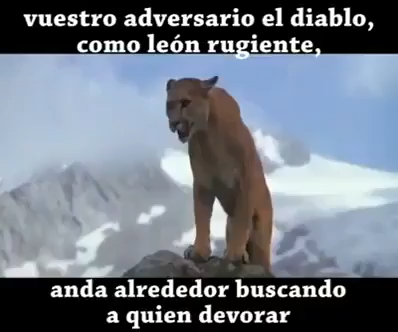 vuestro adversario el diablo,
como león rugiente,
anda alrededor buscando
a quien devorar